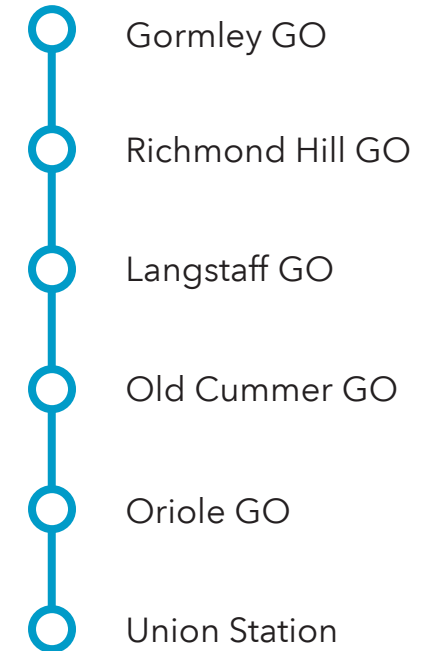 Gormley GO
Richmond Hill GO
Langstaff GO
Old Cummer GO
Oriole GO
Union Station